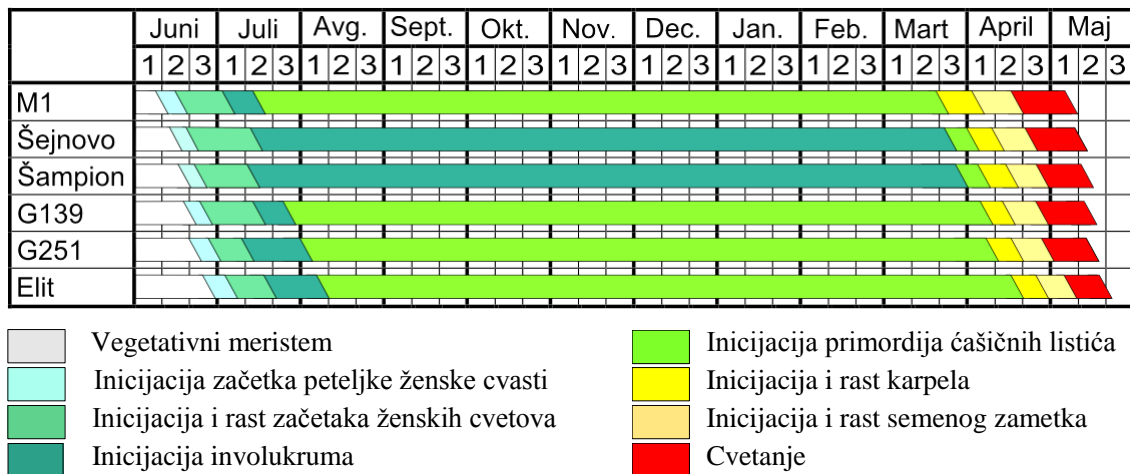 Juni Juli Avg. Sept. Okt. Nov. Dec. Jan. Feb. Mart April Maj
1 2 3 1 2 3 1 2 3 1 2 3 1 2 3 1 2 3 1 2 3 1 2 3 1 2 3 1 2 3 1 2 3 1 2 3
M1
Šejnovo
Šampion
G139
G251
Elit
Vegetativni meristem
Inicijacija začetka peteljke ženske cvasti
Inicijacija i rast začetaka ženskih cvetova
Inicijacija involukruma
Inicijacija primordija ćašičnih listića
Inicijacija i rast karpela
Inicijacija i rast semenog zametka
Cvetanje